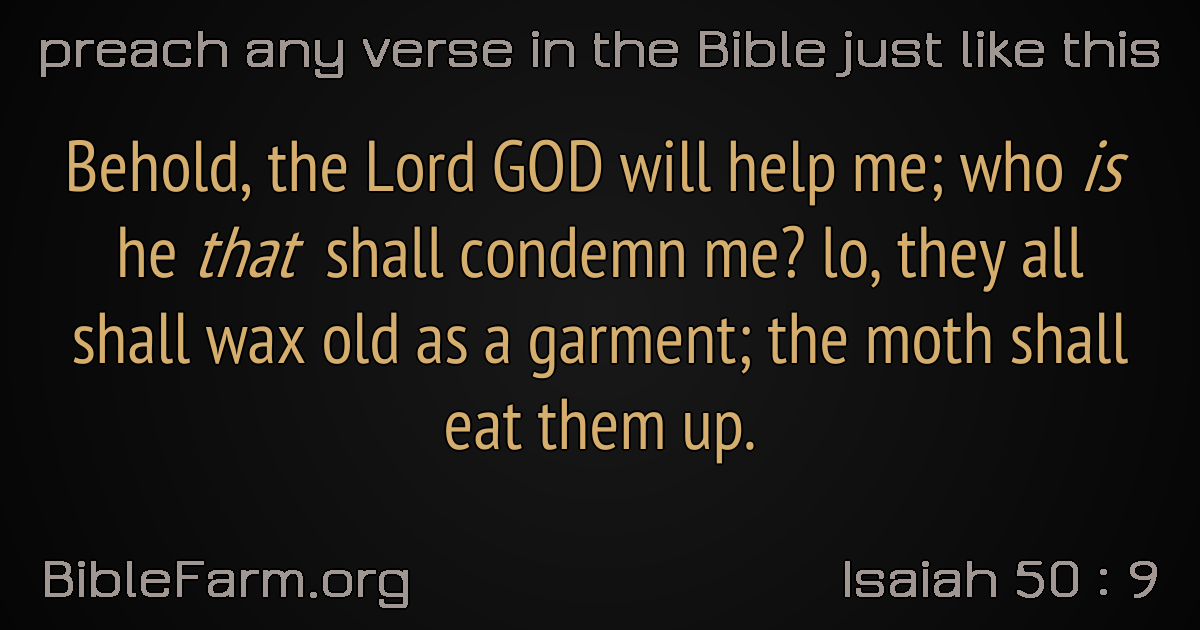 preach any verse in the Bible just like this
Behold, the Lord GOD will help me; who is
he that shall condemn me? lo, they all
shall wax old as a garment; the moth shall
eat them up.
BibleFarm.org
Isaiah 50 : 9